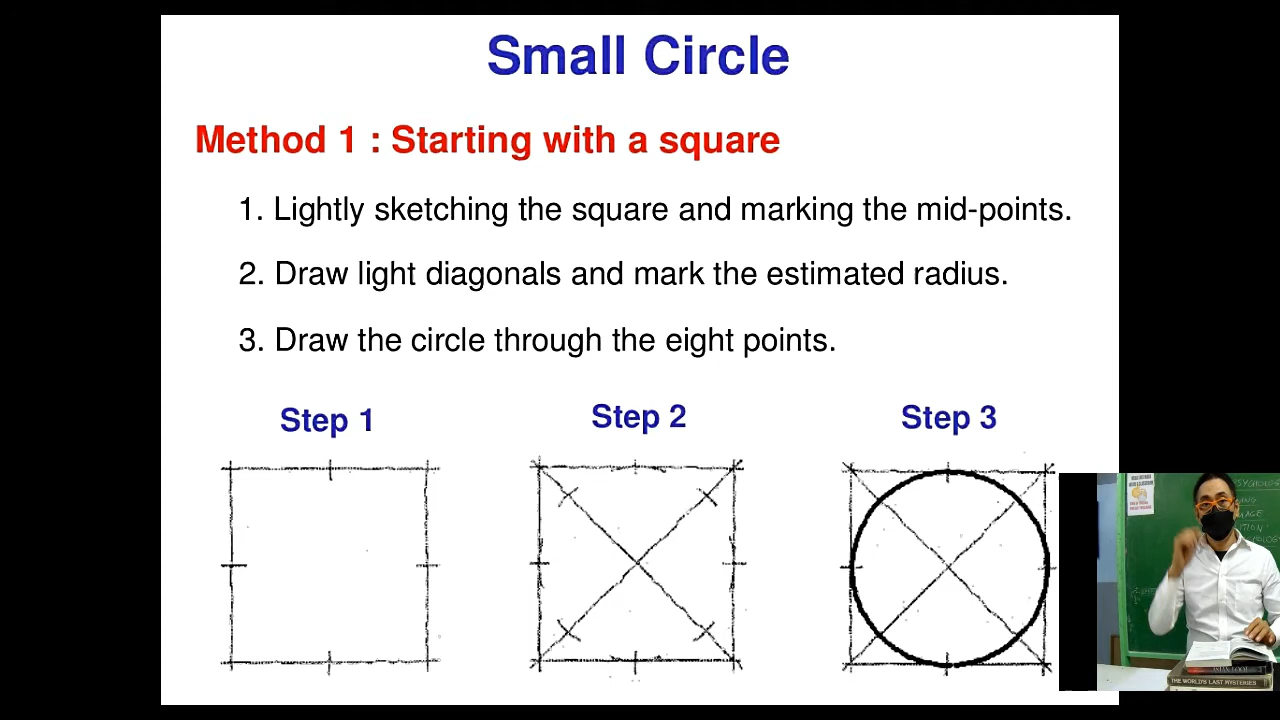 Small Circle
Method 1 : Starting with a square
1. Lightly sketching the square and marking the mid-points.
2. Draw light diagonals and mark the estimated radius.
3. Draw the circle through the eight points.
Step 1
Step 2
Step 3
THE WORLD'S LAST MYSTERIES